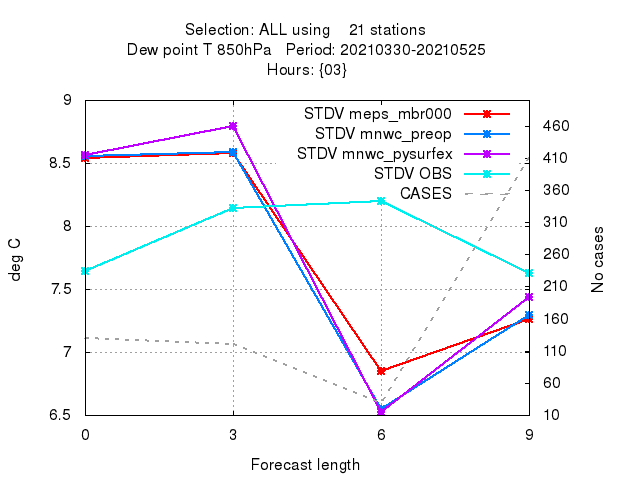 Selection: ALL using    21 stations
Dew point T 850hPa   Period: 20210330-20210525
Hours: {03}
STDV meps_mbr000
STDV mnwc_preop
STDV mnwc_pysurfex
STDV OBS
CASES
9
8.5
8
7.5
7
6.5
deg C
460
410
360
310
260
210
160
110
60
10
No cases
0 3 6 9
Forecast length